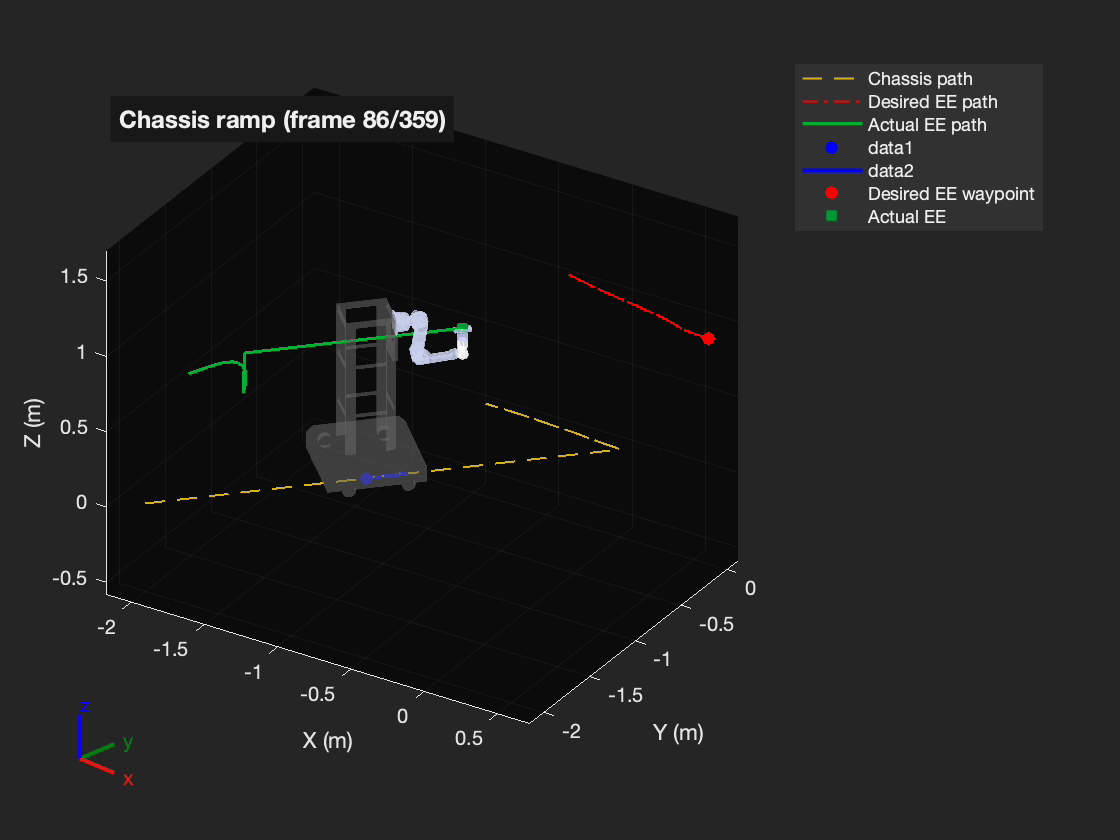 Chassis ramp (frame 86/359)
Chassis path
Desired EE path
Actual EE path
data1
data2
Desired EE waypoint
Actual EE
1.5
1
0.5
0
-0.5
Z (m)
-2
-1.5
-1
-0.5
0
0.5
X (m)
0
-0.5
-1
-1.5
-2
Y (m)
z
y
x